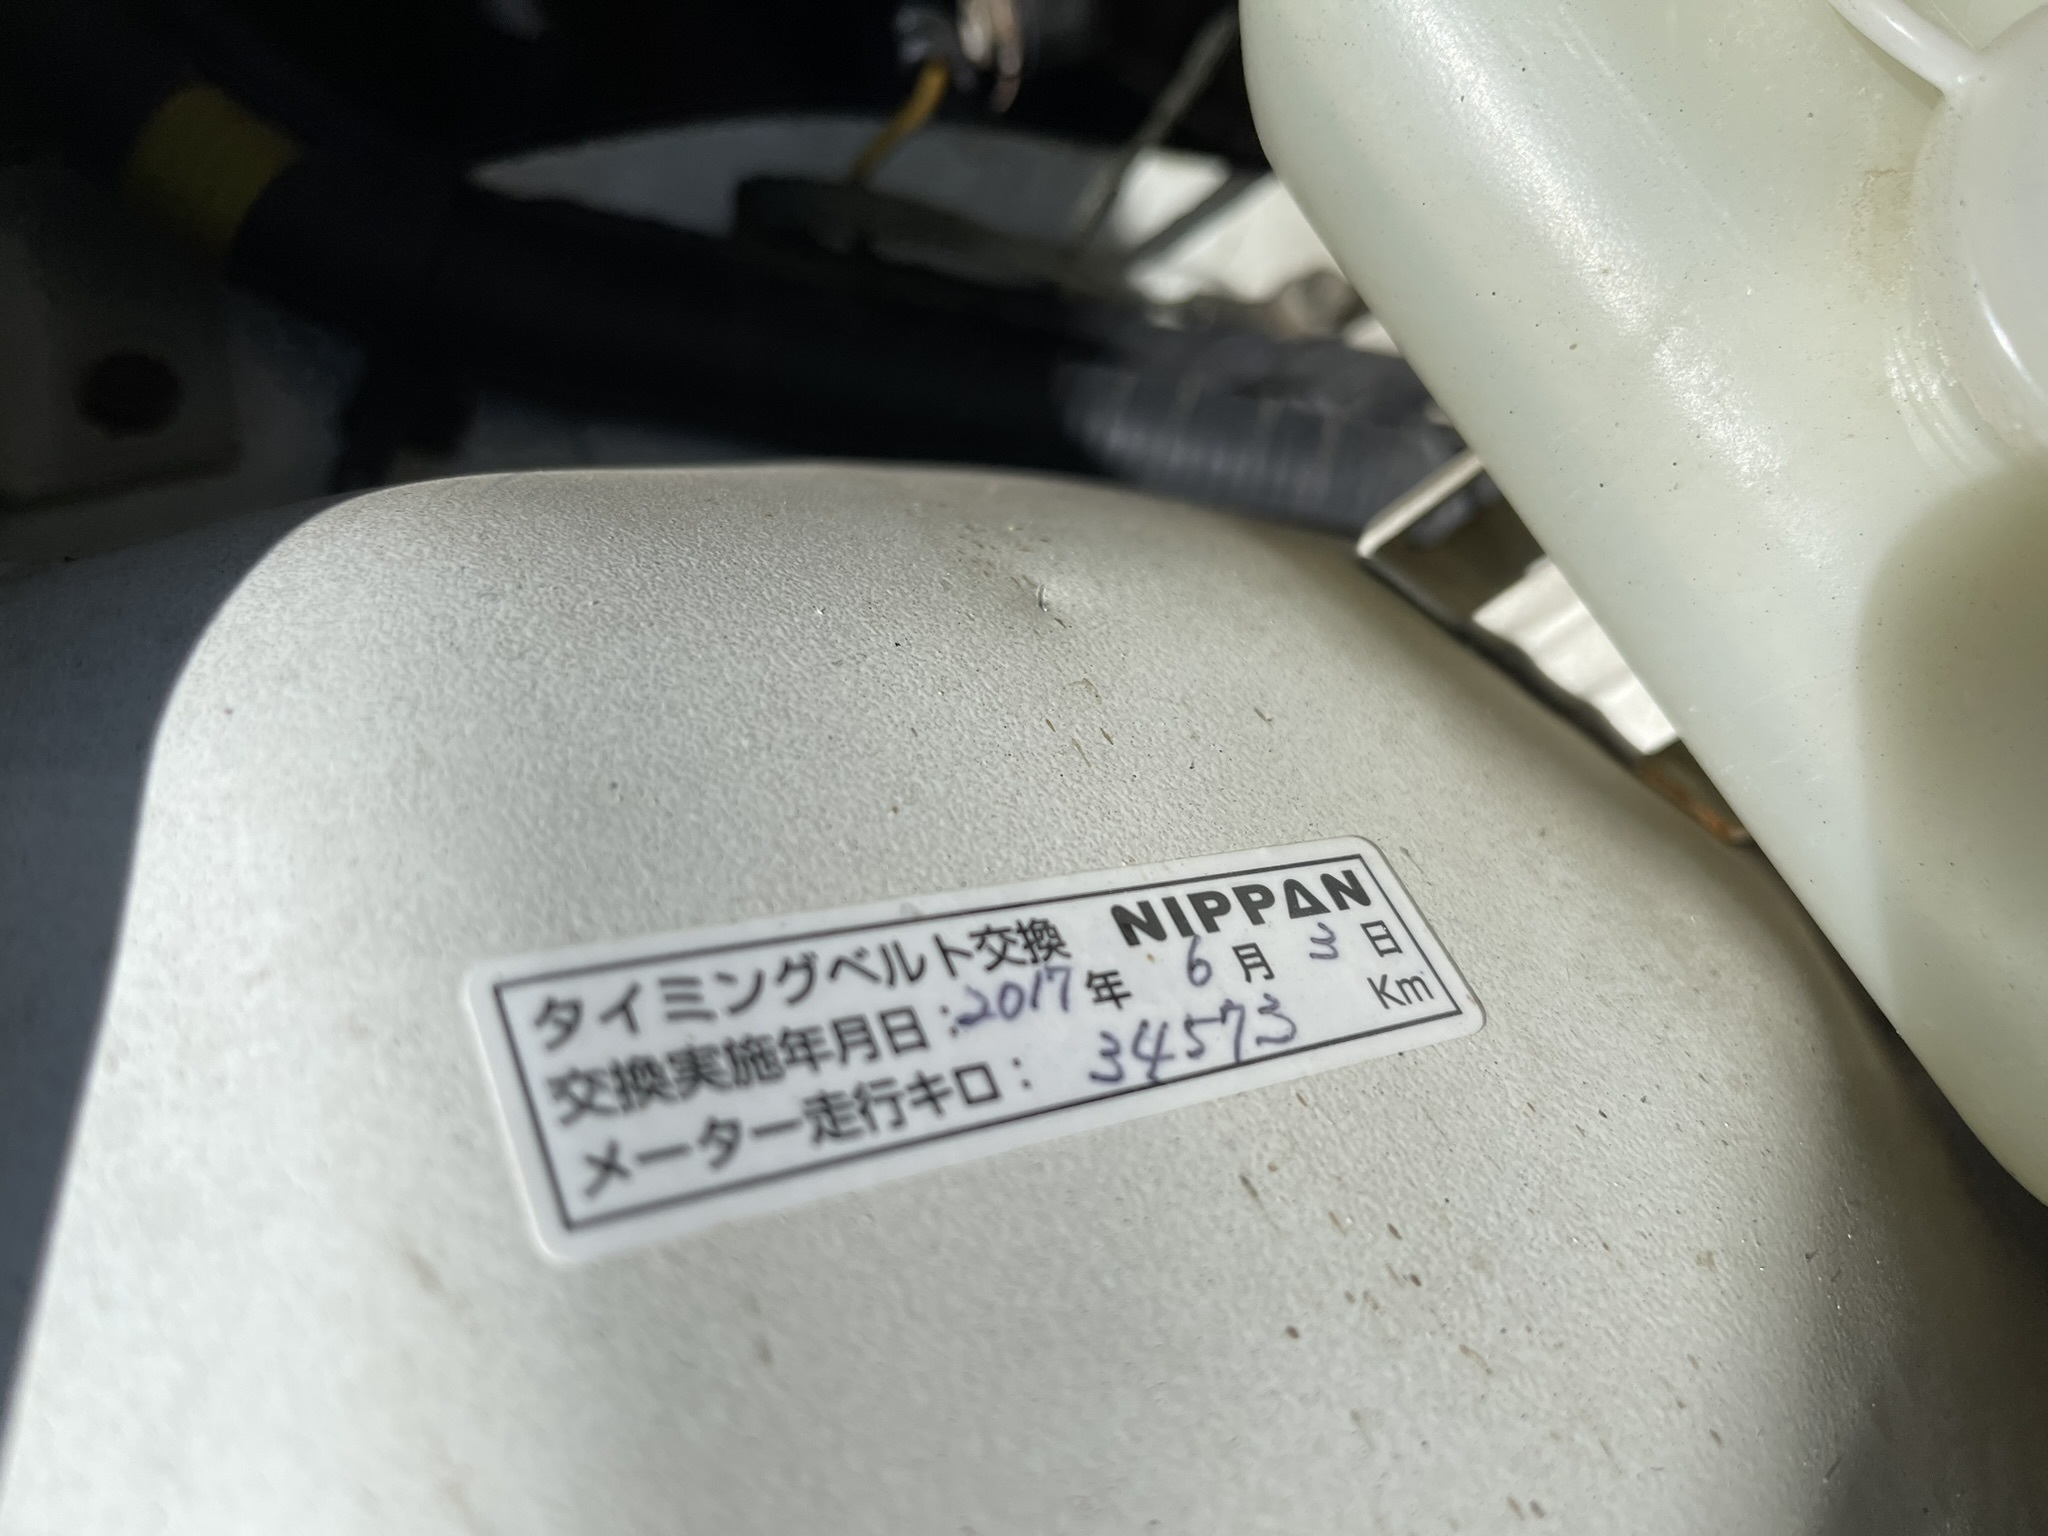 タイミングベルト交換 NIPPAN
交換実施年月日:2017年 6月 3日
メーター走行キロ: 34573 Km